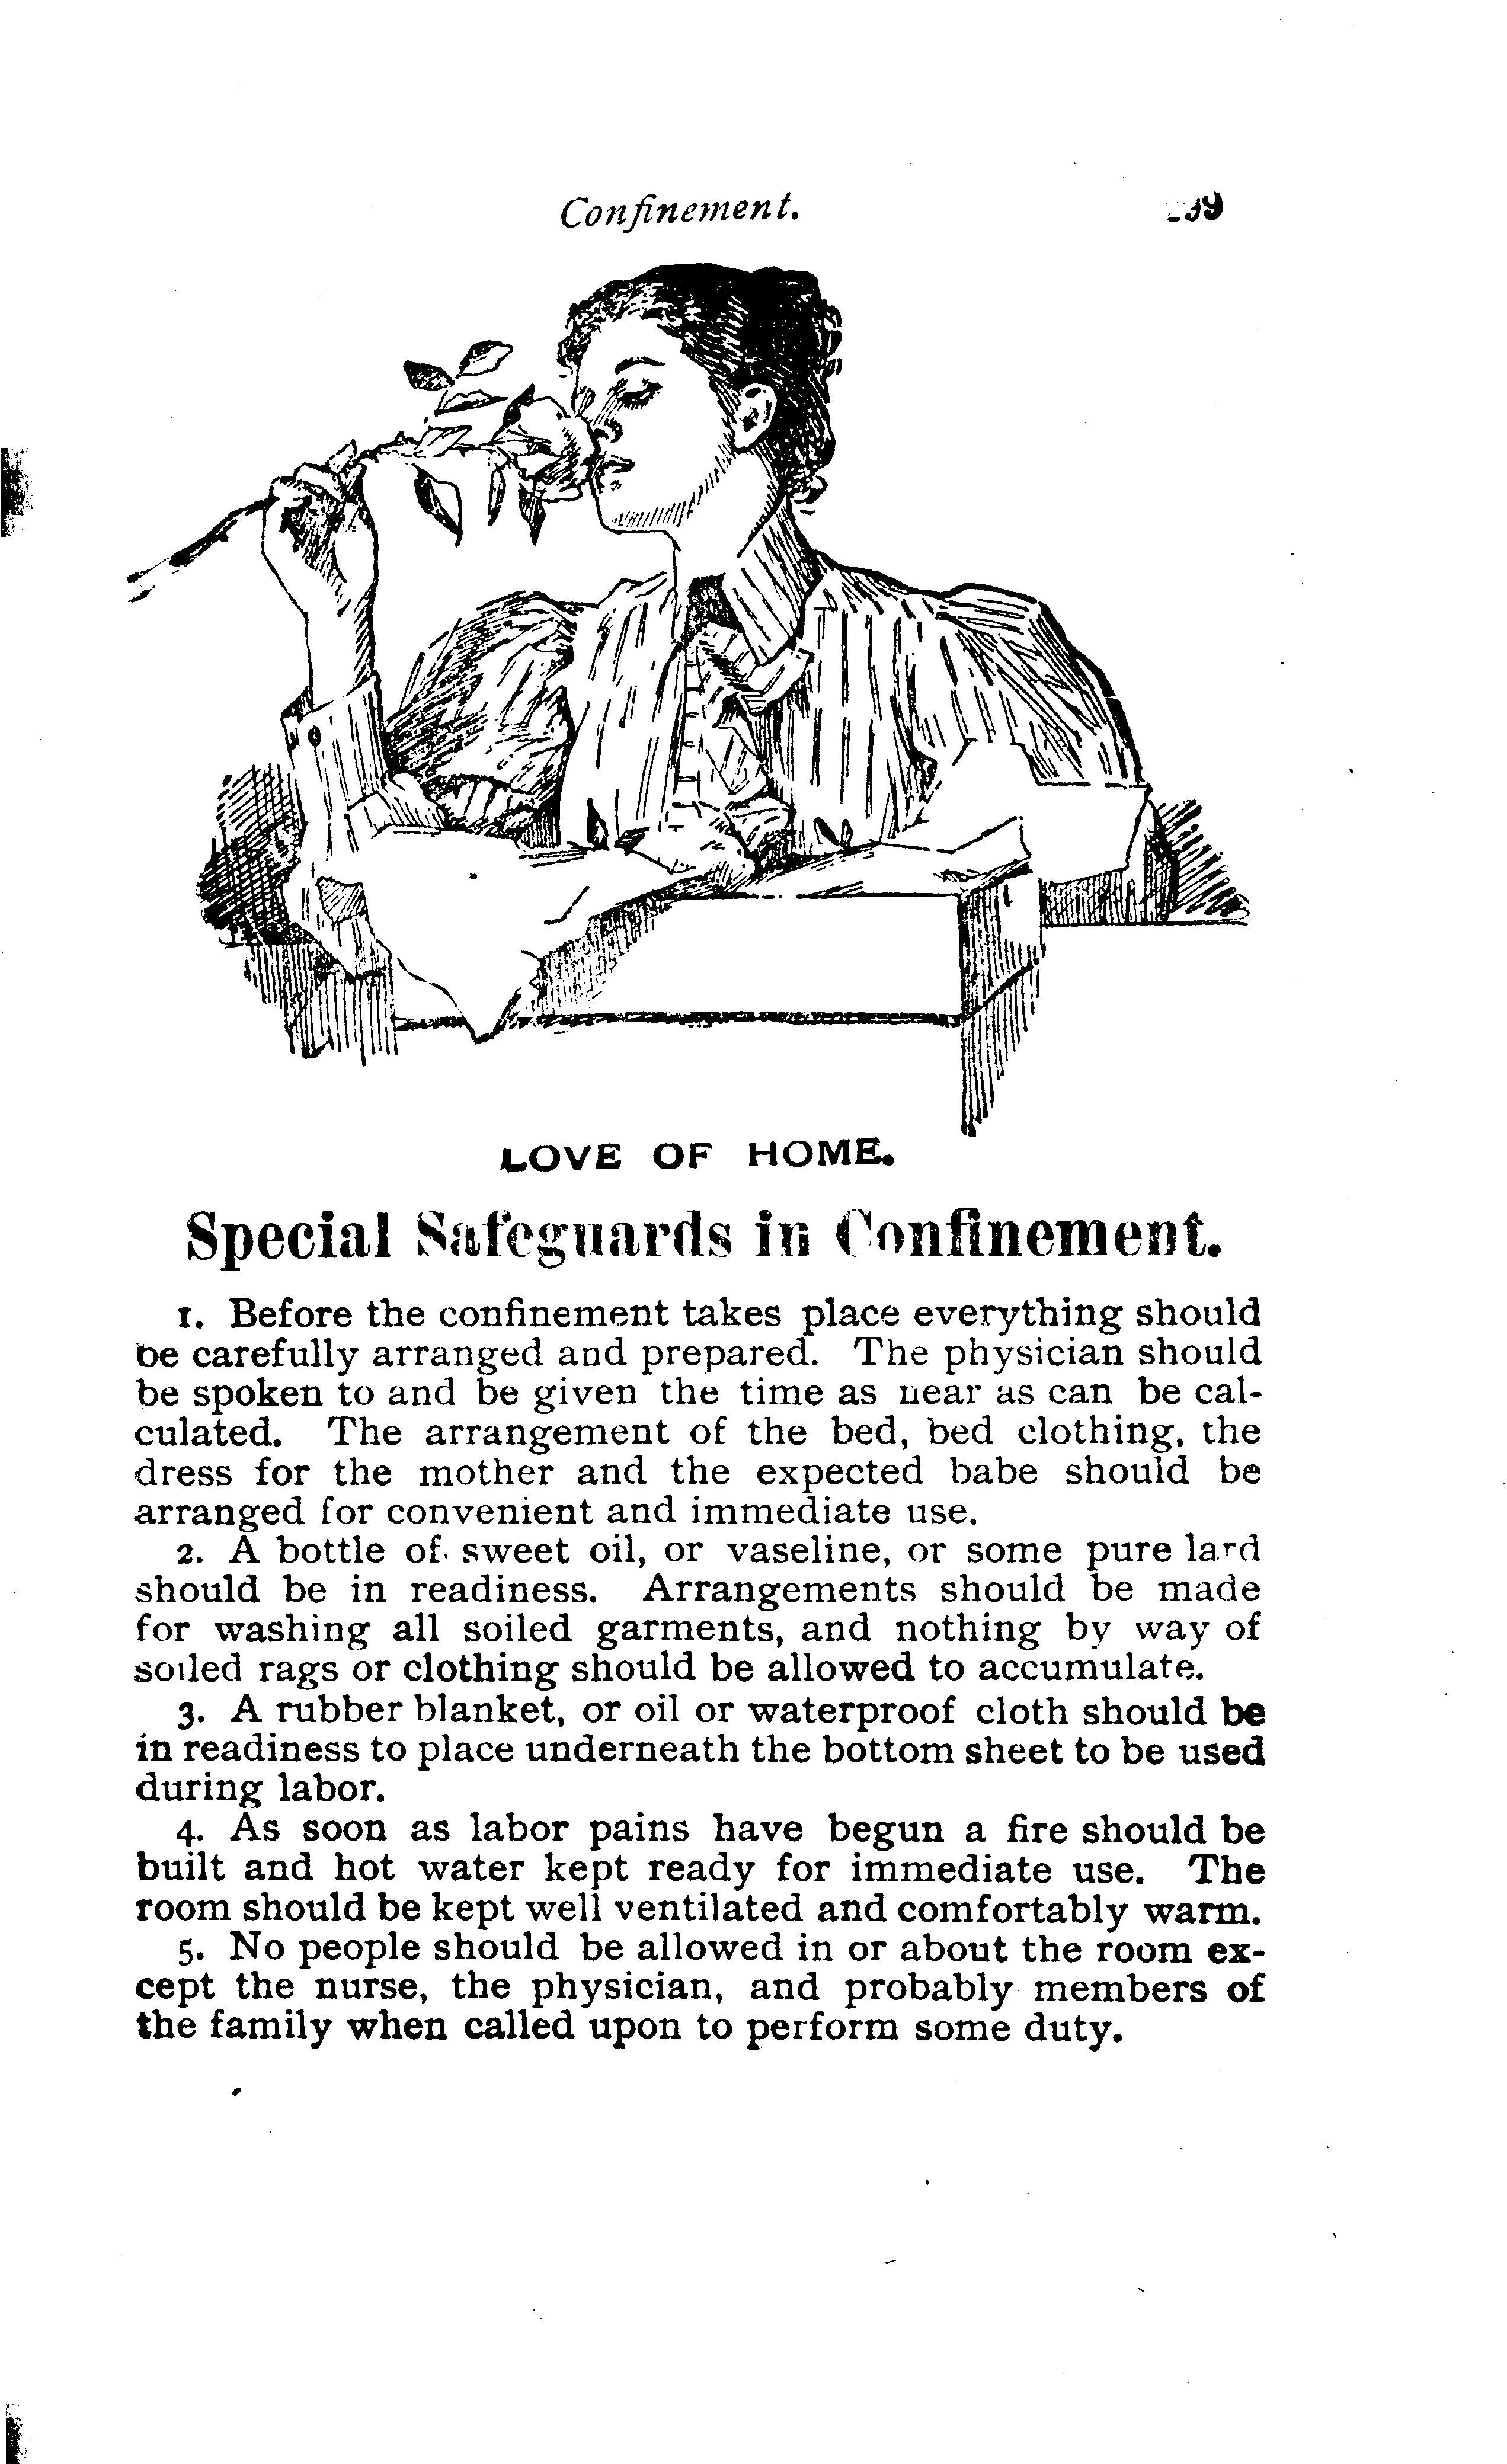 Confinement.
LOVE OF HOME.
Special Safeguards in Confinement.
1. Before the confinement takes place everything should
be carefully arranged and prepared. The physician should
be spoken to and be given the time as near as can be cal-
culated. The arrangement of the bed, bed clothing, the
dress for the mother and the expected babe should be
arranged for convenient and immediate use.
2. A bottle of sweet oil, or vaseline, or some pure lard
should be in readiness. Arrangements should be made
for washing all soiled garments, and nothing by way of
soiled rags or clothing should be allowed to accumulate.
3. A rubber blanket, or oil or waterproof cloth should be
in readiness to place underneath the bottom sheet to be used
during labor.
4. As soon as labor pains have begun a fire should be
built and hot water kept ready for immediate use. The
room should be kept well ventilated and comfortably warm.
5. No people should be allowed in or about the room ex-
cept the nurse, the physician, and probably members of
the family when called upon to perform some duty.